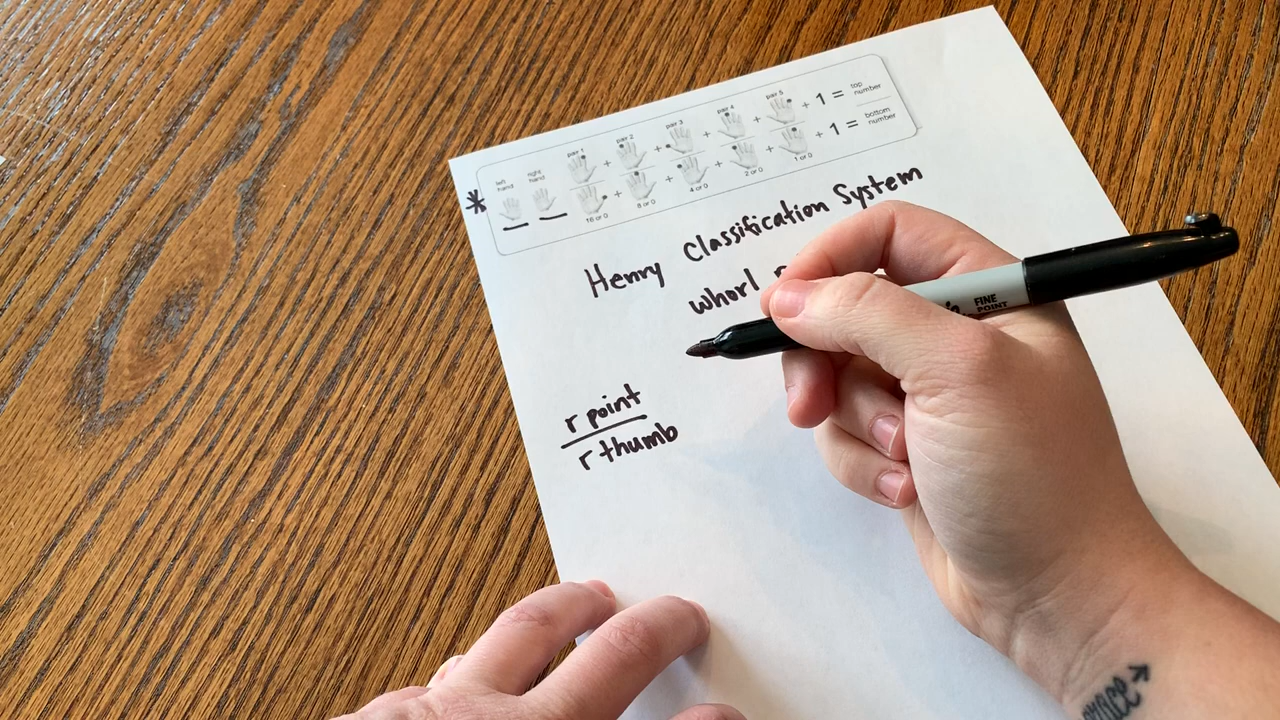 pair 1 pair 2 pair 3 pair 4 pair 5
left hand right hand + + + + + 1 = top number
+ + + + + 1 = bottom number
16 or 0 8 or 0 4 or 0 2 or 0 1 or 0
*
Henry Classification System
whorl
r point
r thumb
FINE
POINT